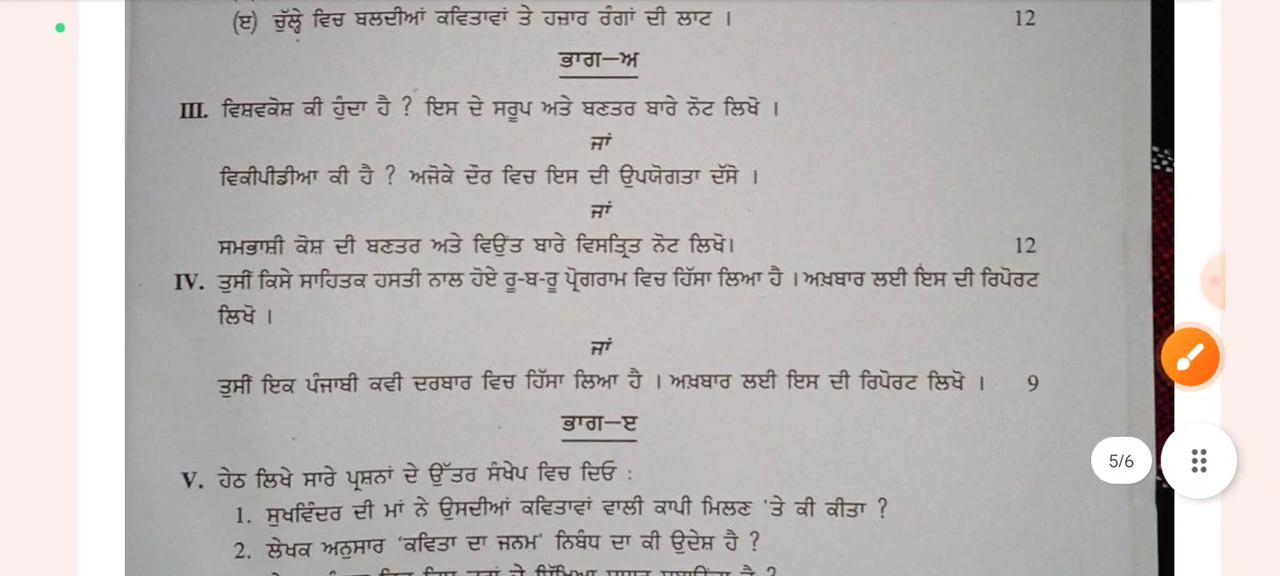 (ੲ) ਚੁੱਲ੍ਹੇ ਵਿਚ ਬਲਦੀਆਂ ਕਵਿਤਾਵਾਂ ਤੇ ਹਜ਼ਾਰ ਰੰਗਾਂ ਦੀ ਲਾਟ । 12
ਭਾਗ—ਅ
III. ਵਿਸ਼ਵਕੋਸ਼ ਕੀ ਹੁੰਦਾ ਹੈ ? ਇਸ ਦੇ ਸਰੂਪ ਅਤੇ ਬਣਤਰ ਬਾਰੇ ਨੋਟ ਲਿਖੋ ।
ਜਾਂ
ਵਿਕੀਪੀਡੀਆ ਕੀ ਹੈ ? ਅਜੋਕੇ ਦੌਰ ਵਿਚ ਇਸ ਦੀ ਉਪਯੋਗਤਾ ਦੱਸੋ ।
ਜਾਂ
ਸਮਭਾਸ਼ੀ ਕੋਸ਼ ਦੀ ਬਣਤਰ ਅਤੇ ਵਿਉਂਤ ਬਾਰੇ ਵਿਸਤ੍ਰਿਤ ਨੋਟ ਲਿਖੋ। 12
IV. ਤੁਸੀਂ ਕਿਸੇ ਸਾਹਿਤਕ ਹਸਤੀ ਨਾਲ ਹੋਏ ਰੂ-ਬ-ਰੂ ਪ੍ਰੋਗਰਾਮ ਵਿਚ ਹਿੱਸਾ ਲਿਆ ਹੈ । ਅਖ਼ਬਾਰ ਲਈ ਇਸ ਦੀ ਰਿਪੋਰਟ
ਲਿਖੋ ।
ਜਾਂ
ਤੁਸੀਂ ਇਕ ਪੰਜਾਬੀ ਕਵੀ ਦਰਬਾਰ ਵਿਚ ਹਿੱਸਾ ਲਿਆ ਹੈ । ਅਖ਼ਬਾਰ ਲਈ ਇਸ ਦੀ ਰਿਪੋਰਟ ਲਿਖੋ । 9
ਭਾਗ—ੲ
5/6
V. ਹੇਠ ਲਿਖੇ ਸਾਰੇ ਪ੍ਰਸ਼ਨਾਂ ਦੇ ਉੱਤਰ ਸੰਖੇਪ ਵਿਚ ਦਿਓ :
1. ਸੁਖਵਿੰਦਰ ਦੀ ਮਾਂ ਨੇ ਉਸਦੀਆਂ ਕਵਿਤਾਵਾਂ ਵਾਲੀ ਕਾਪੀ ਮਿਲਣ 'ਤੇ ਕੀ ਕੀਤਾ ?
2. ਲੇਖਕ ਅਨੁਸਾਰ 'ਕਵਿਤਾ ਦਾ ਜਨਮ' ਨਿਬੰਧ ਦਾ ਕੀ ਉਦੇਸ਼ ਹੈ ?